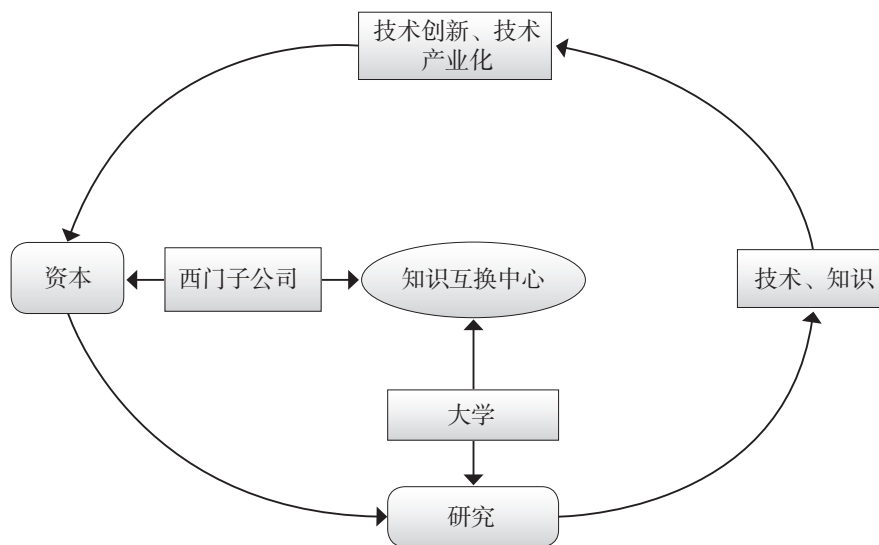 技术创新、技术
产业化
资本
西门子公司
知识互换中心
技术、知识
大学
研究